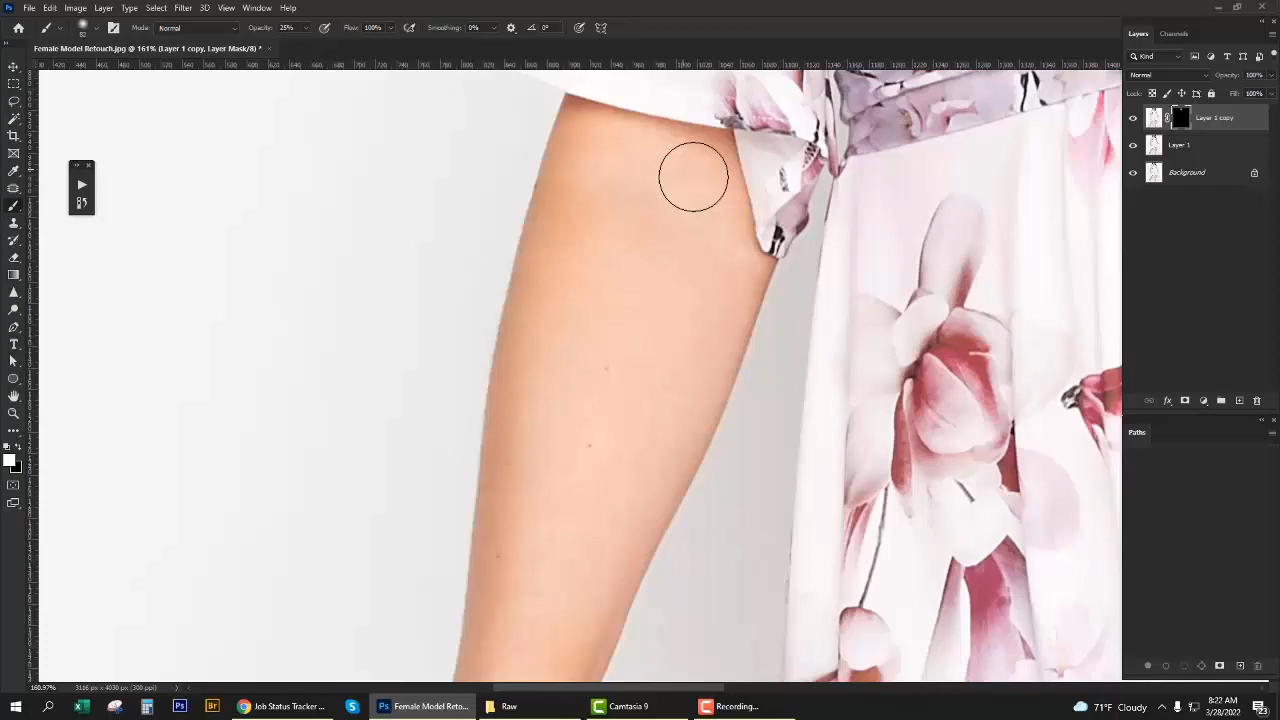 File Edit Image Layer Type Select Filter 3D View Window Help
Mode: Normal Opacity: 25% Flow: 100% Smoothing: 0% 0°
Female Model Retouch.jpg @ 161% (Layer 1 copy, Layer Mask/8) * ×
Layers Channels
Kind
Normal Opacity: 100%
Lock: Fill: 100%
Layer 1 copy
Layer 1
Background
Paths
160.97% 3116 px x 4030 px (300 ppi)
Job Status Tracker ... Female Model Reto... Raw Camtasia 9 Recording... 71°F Cloudy 8:22 AM
3/28/2022